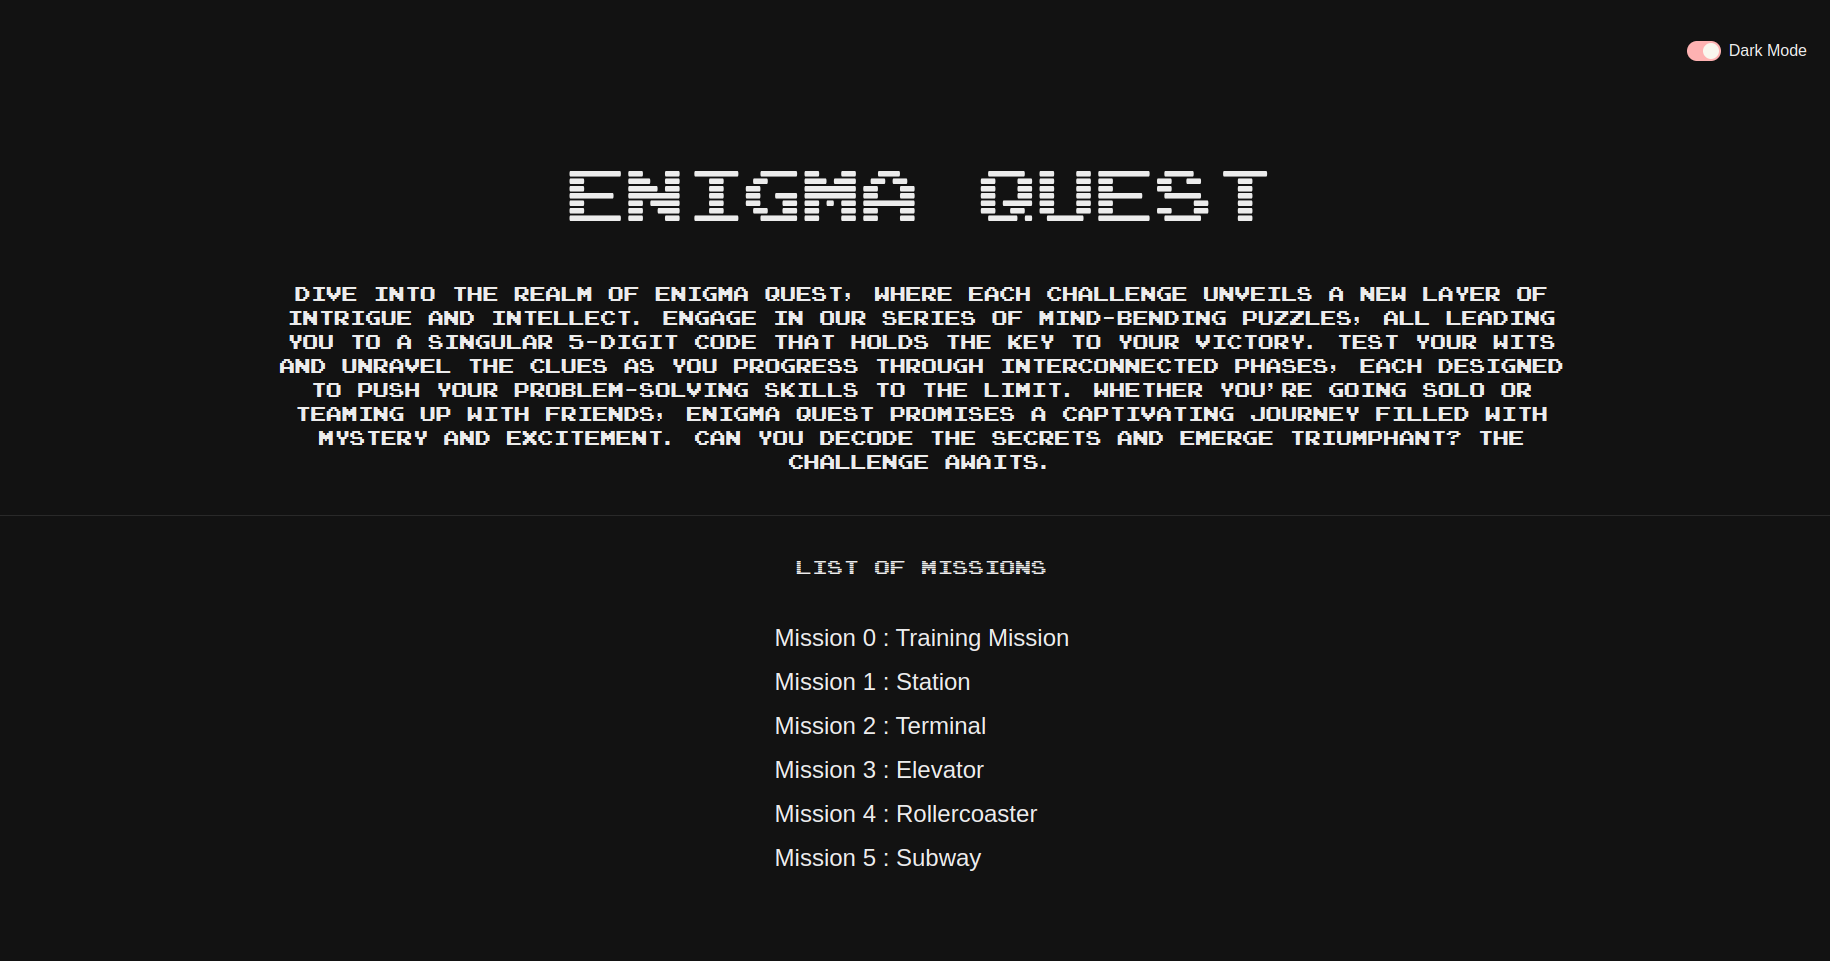 Dark Mode
ENIGMA QUEST
DIVE INTO THE REALM OF ENIGMA QUEST, WHERE EACH CHALLENGE UNVEILS A NEW LAYER OF
INTRIGUE AND INTELLECT. ENGAGE IN OUR SERIES OF MIND-BENDING PUZZLES, ALL LEADING
YOU TO A SINGULAR 5-DIGIT CODE THAT HOLDS THE KEY TO YOUR VICTORY. TEST YOUR WITS
AND UNRAVEL THE CLUES AS YOU PROGRESS THROUGH INTERCONNECTED PHASES, EACH DESIGNED
TO PUSH YOUR PROBLEM-SOLVING SKILLS TO THE LIMIT. WHETHER YOU'RE GOING SOLO OR
TEAMING UP WITH FRIENDS, ENIGMA QUEST PROMISES A CAPTIVATING JOURNEY FILLED WITH
MYSTERY AND EXCITEMENT. CAN YOU DECODE THE SECRETS AND EMERGE TRIUMPHANT? THE
CHALLENGE AWAITS.
LIST OF MISSIONS
Mission 0 : Training Mission
Mission 1 : Station
Mission 2 : Terminal
Mission 3 : Elevator
Mission 4 : Rollercoaster
Mission 5 : Subway